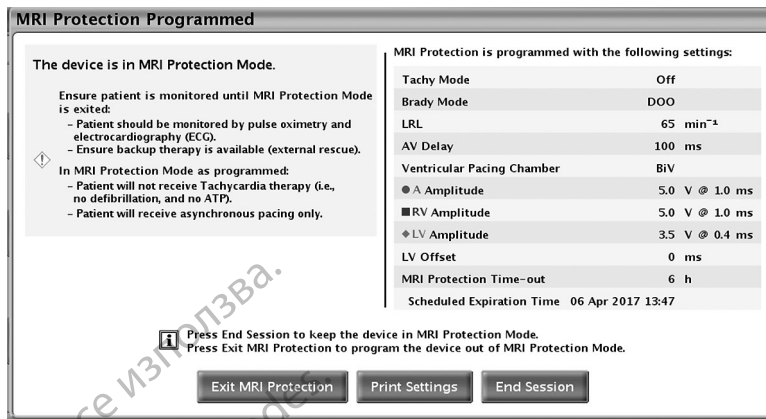 MRI Protection Programmed
The device is in MRI Protection Mode.
Ensure patient is monitored until MRI Protection Mode
is exited:
– Patient should be monitored by pulse oximetry and
electrocardiography (ECG).
– Ensure backup therapy is available (external rescue).
In MRI Protection Mode as programmed:
– Patient will not receive Tachycardia therapy (i.e.,
no defibrillation, and no ATP).
– Patient will receive asynchronous pacing only.
MRI Protection is programmed with the following settings:
Tachy Mode Off
Brady Mode DOO
LRL 65 min⁻¹
AV Delay 100 ms
Ventricular Pacing Chamber BiV
A Amplitude 5.0 V @ 1.0 ms
RV Amplitude 5.0 V @ 1.0 ms
LV Amplitude 3.5 V @ 0.4 ms
LV Offset 0 ms
MRI Protection Time-out 6 h
Scheduled Expiration Time 06 Apr 2017 13:47
Press End Session to keep the device in MRI Protection Mode.
Press Exit MRI Protection to program the device out of MRI Protection Mode.
Exit MRI Protection Print Settings End Session
се използва.